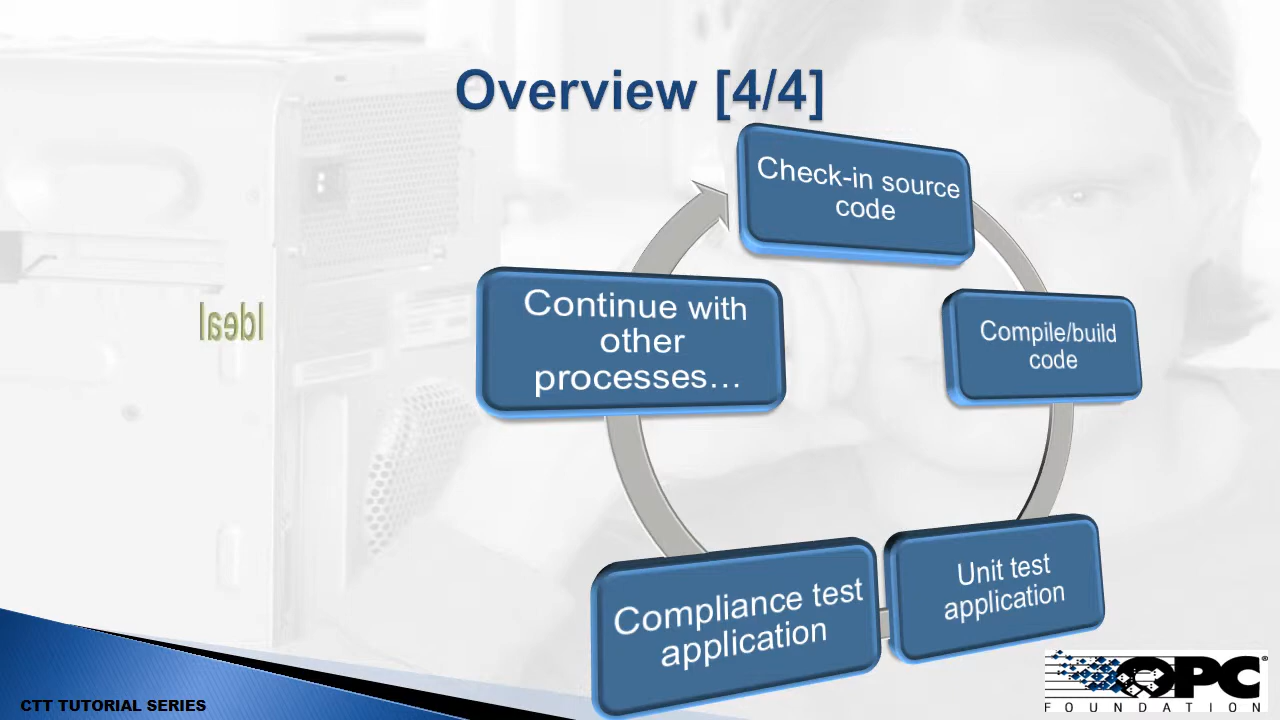 Overview [4/4]
Check-in source
code
Compile/build
code
Unit test
application
Compliance test
application
Continue with
other
processes…
Ideal
CTT TUTORIAL SERIES
OPC
FOUNDATION